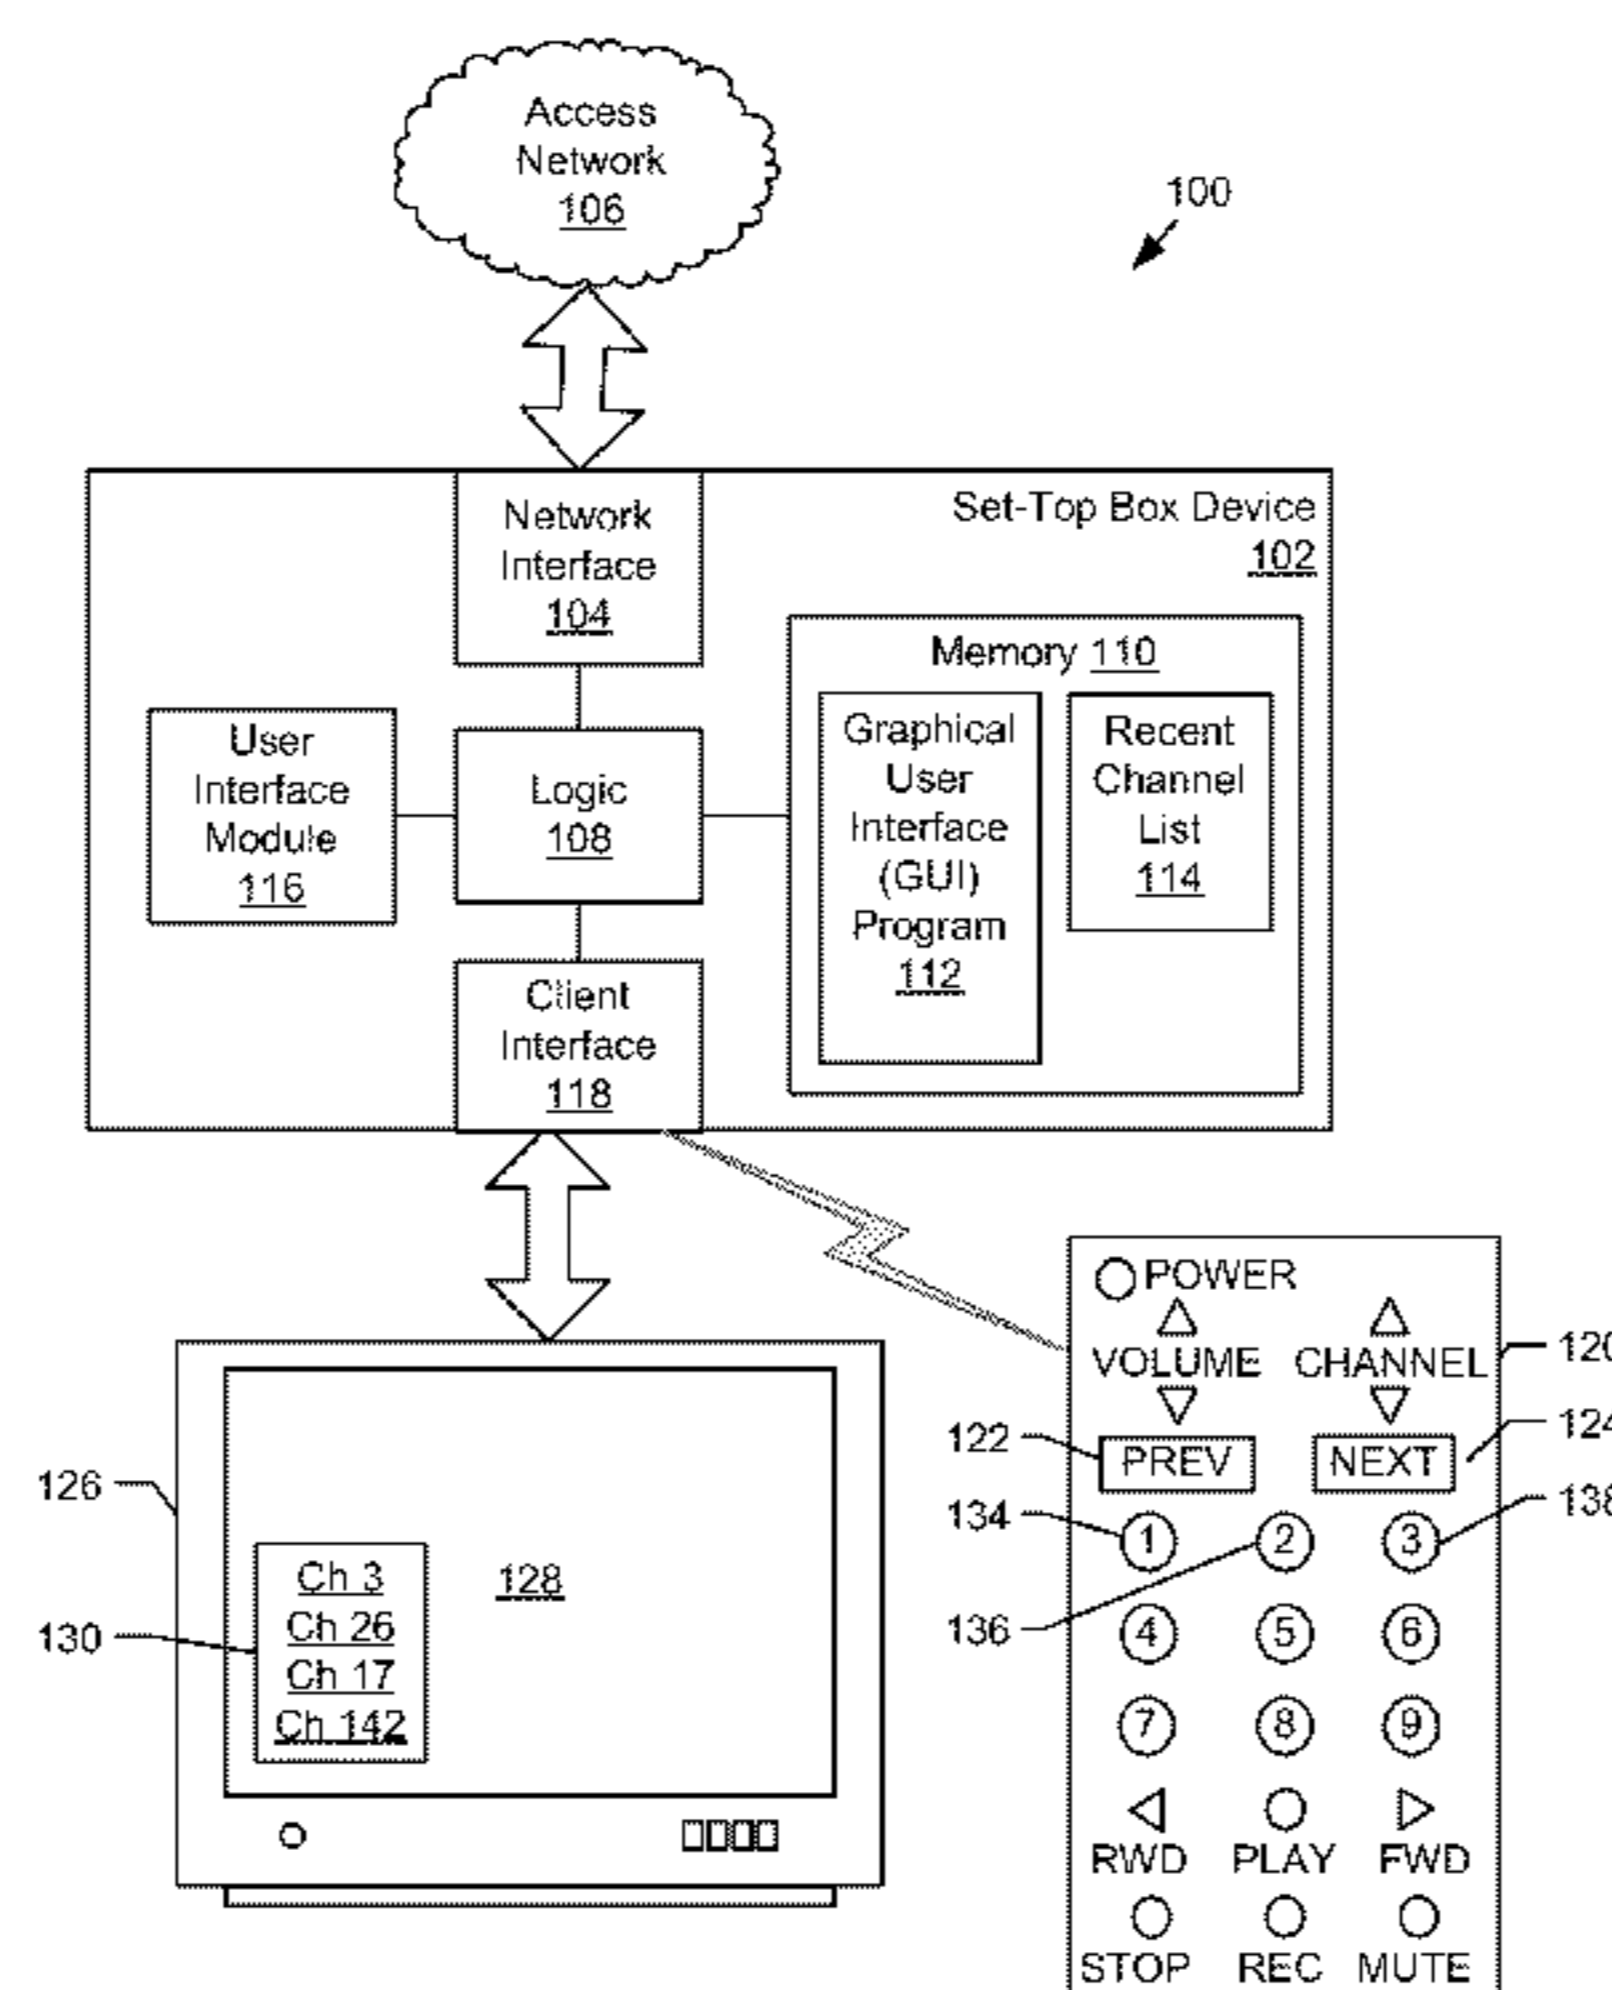 Access
Network
106
100
Set-Top Box Device
102
Network
Interface
104
Memory 110
User
Interface
Module
116
Logic
108
Graphical
User
Interface
(GUI)
Program
112
Recent
Channel
List
114
Client
Interface
118
POWER
VOLUME CHANNEL
120
122
PREV NEXT
124
134
1 2 3
138
136
4 5 6
7 8 9
RWD PLAY FWD
STOP REC MUTE
126
128
130
Ch 3
Ch 26
Ch 17
Ch 142